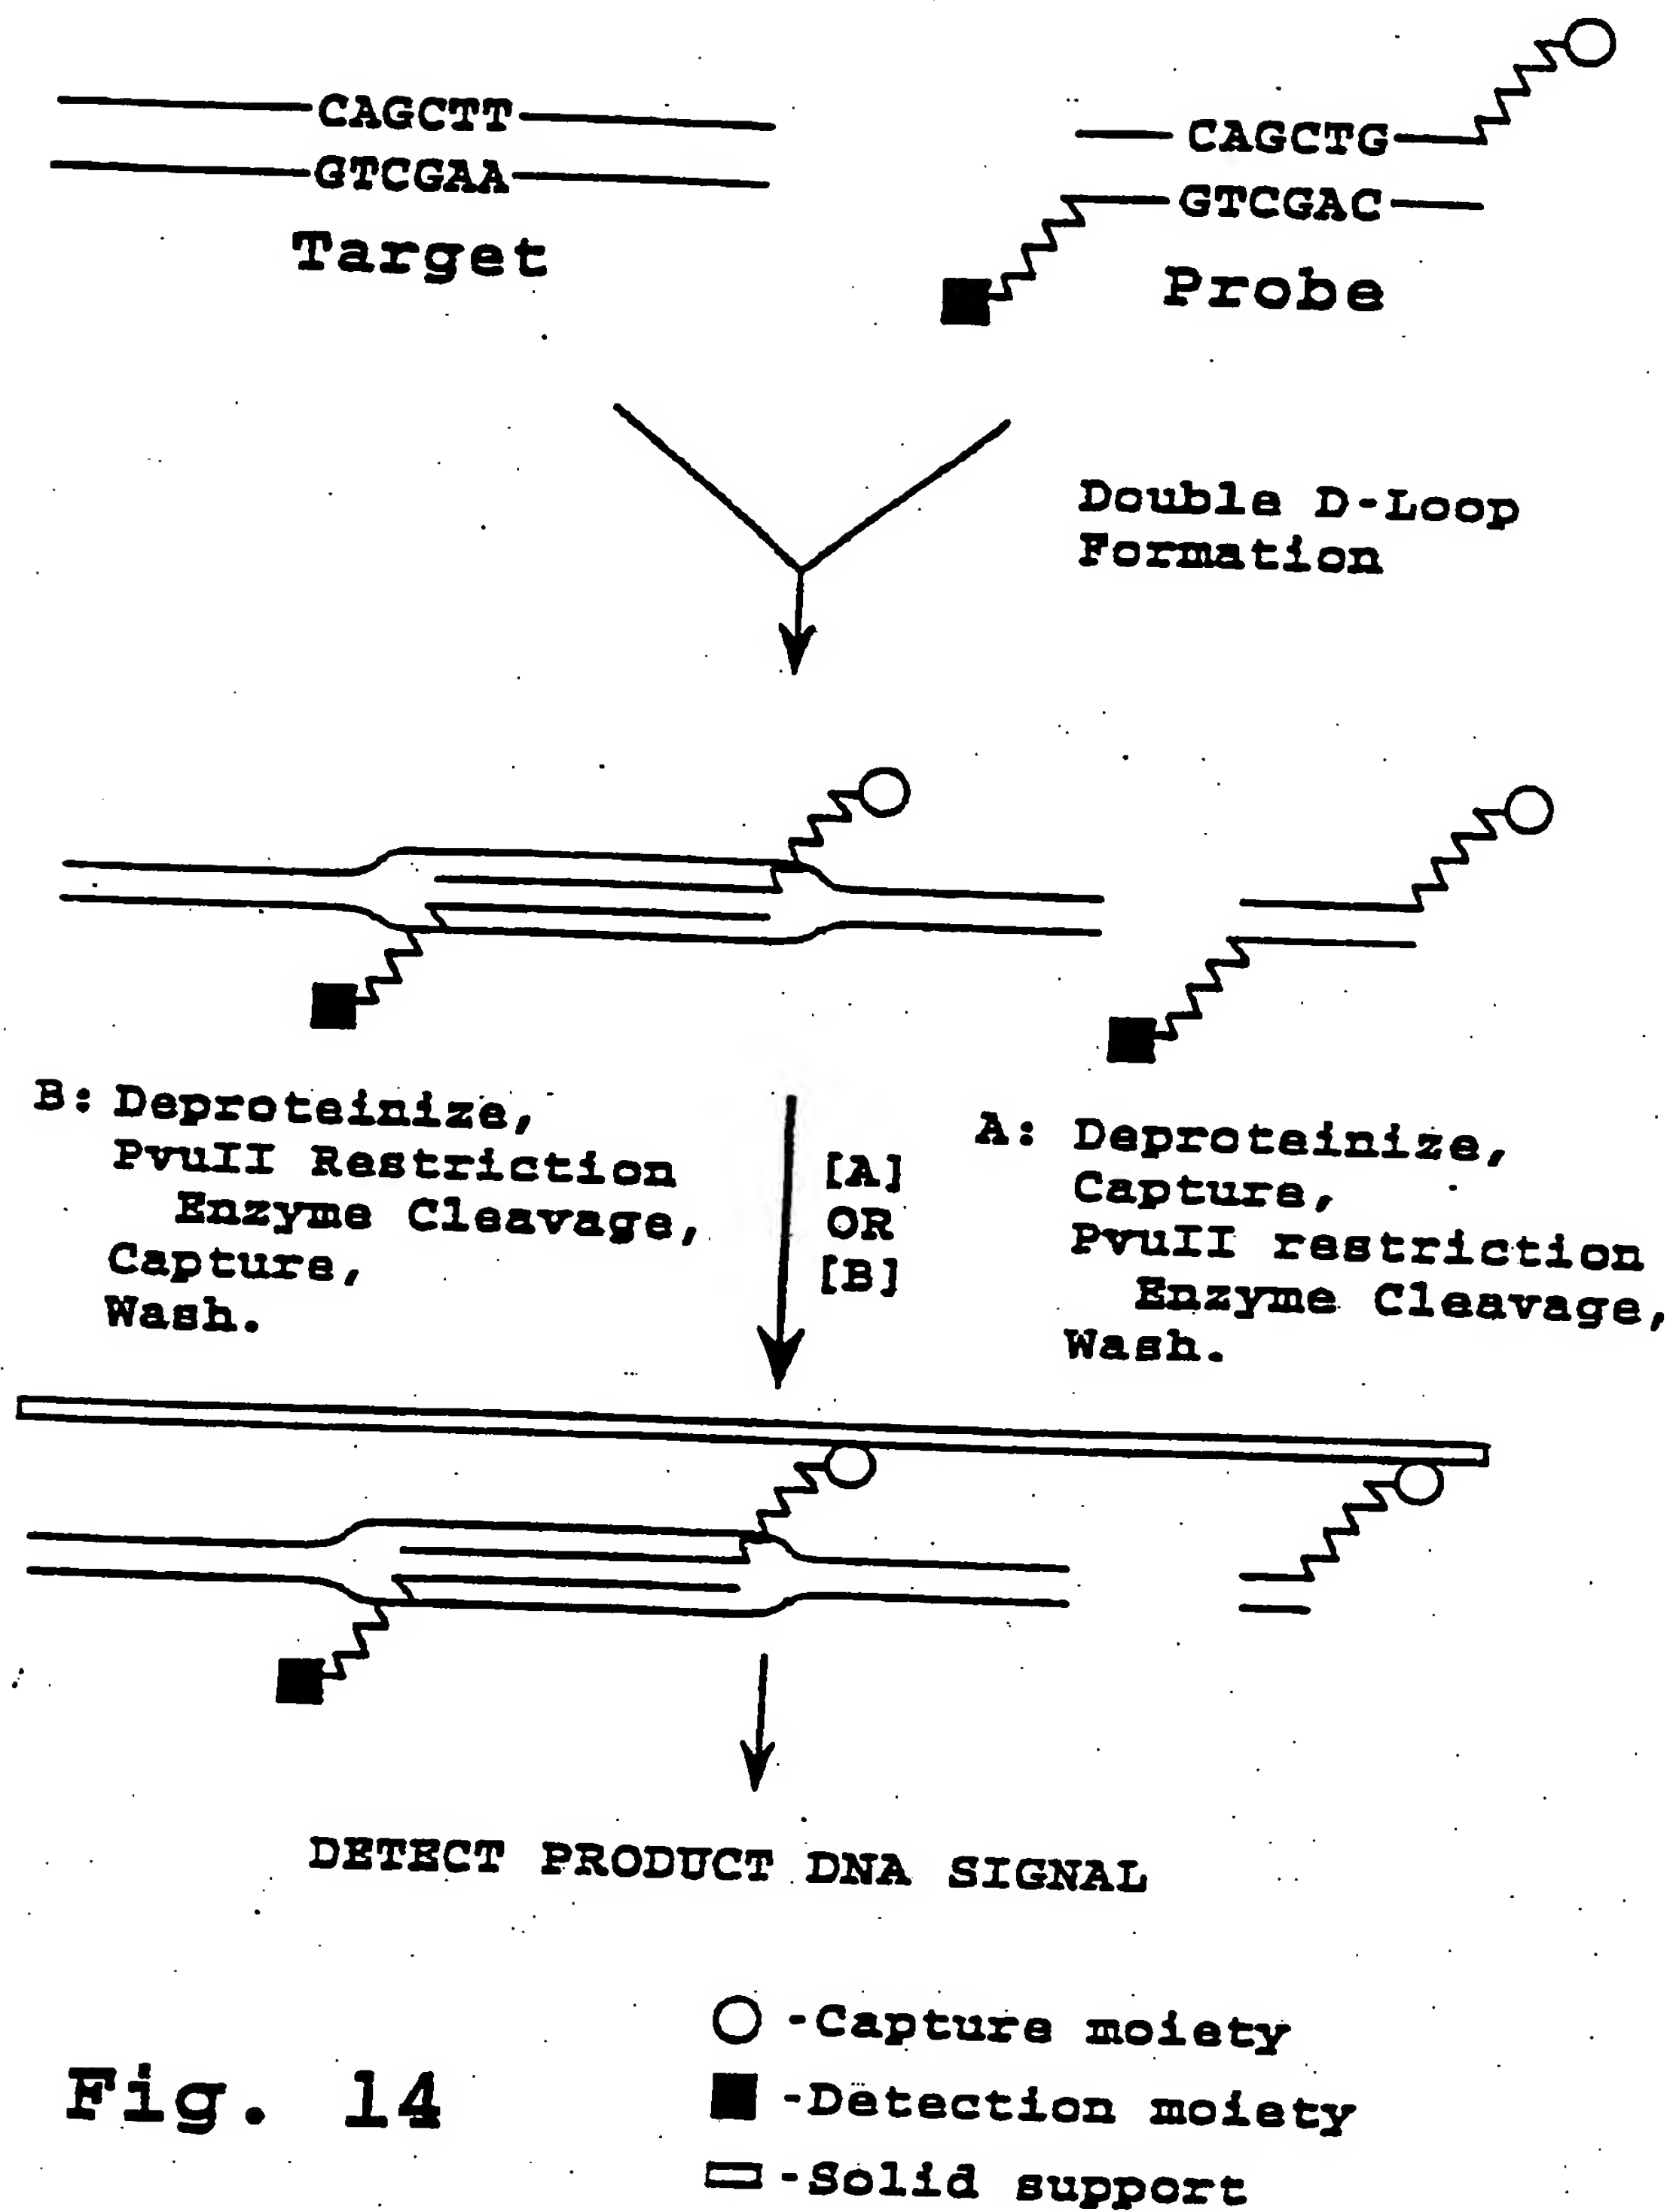 CAGCTT
GTCGAA
Target
CAGCTG
GTCGAC
Probe
Double D-Loop
Formation
B: Deproteinize,
PvuII Restriction
Enzyme Cleavage,
Capture,
Wash.
[A]
OR
[B]
A: Deproteinize,
Capture,
PvuII restriction
Enzyme Cleavage,
Wash.
DETECT PRODUCT DNA SIGNAL
-Capture moiety
-Detection moiety
-Solid support
Fig. 14